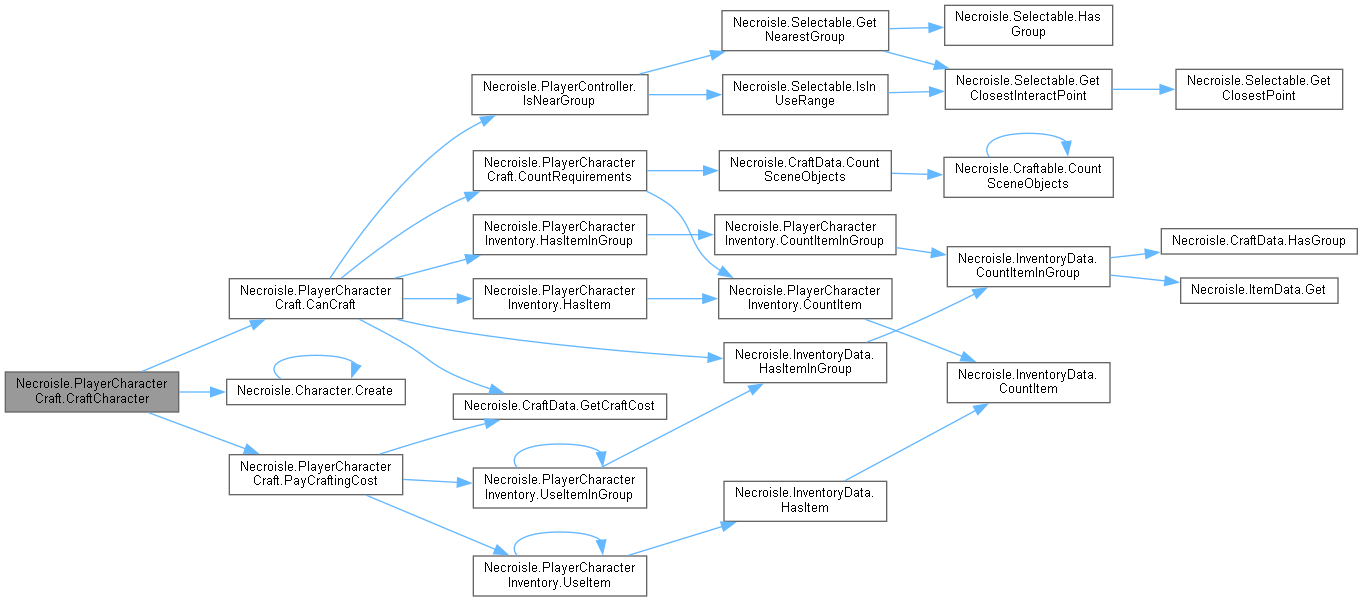 Necroisle.PlayerCharacter
Craft.CraftCharacter
Necroisle.PlayerCharacter
Craft.CanCraft
Necroisle.Character.Create
Necroisle.PlayerCharacter
Craft.PayCraftingCost
Necroisle.PlayerController.
IsNearGroup
Necroisle.PlayerCharacter
Craft.CountRequirements
Necroisle.PlayerCharacter
Inventory.HasItemInGroup
Necroisle.PlayerCharacter
Inventory.HasItem
Necroisle.CraftData.GetCraftCost
Necroisle.PlayerCharacter
Inventory.UseItemInGroup
Necroisle.PlayerCharacter
Inventory.UseItem
Necroisle.Selectable.Get
NearestGroup
Necroisle.Selectable.IsIn
UseRange
Necroisle.CraftData.Count
SceneObjects
Necroisle.PlayerCharacter
Inventory.CountItemInGroup
Necroisle.PlayerCharacter
Inventory.CountItem
Necroisle.InventoryData.
HasItemInGroup
Necroisle.InventoryData.
HasItem
Necroisle.Selectable.Has
Group
Necroisle.Selectable.Get
ClosestInteractPoint
Necroisle.Craftable.Count
SceneObjects
Necroisle.InventoryData.
CountItemInGroup
Necroisle.InventoryData.
CountItem
Necroisle.Selectable.Get
ClosestPoint
Necroisle.CraftData.HasGroup
Necroisle.ItemData.Get